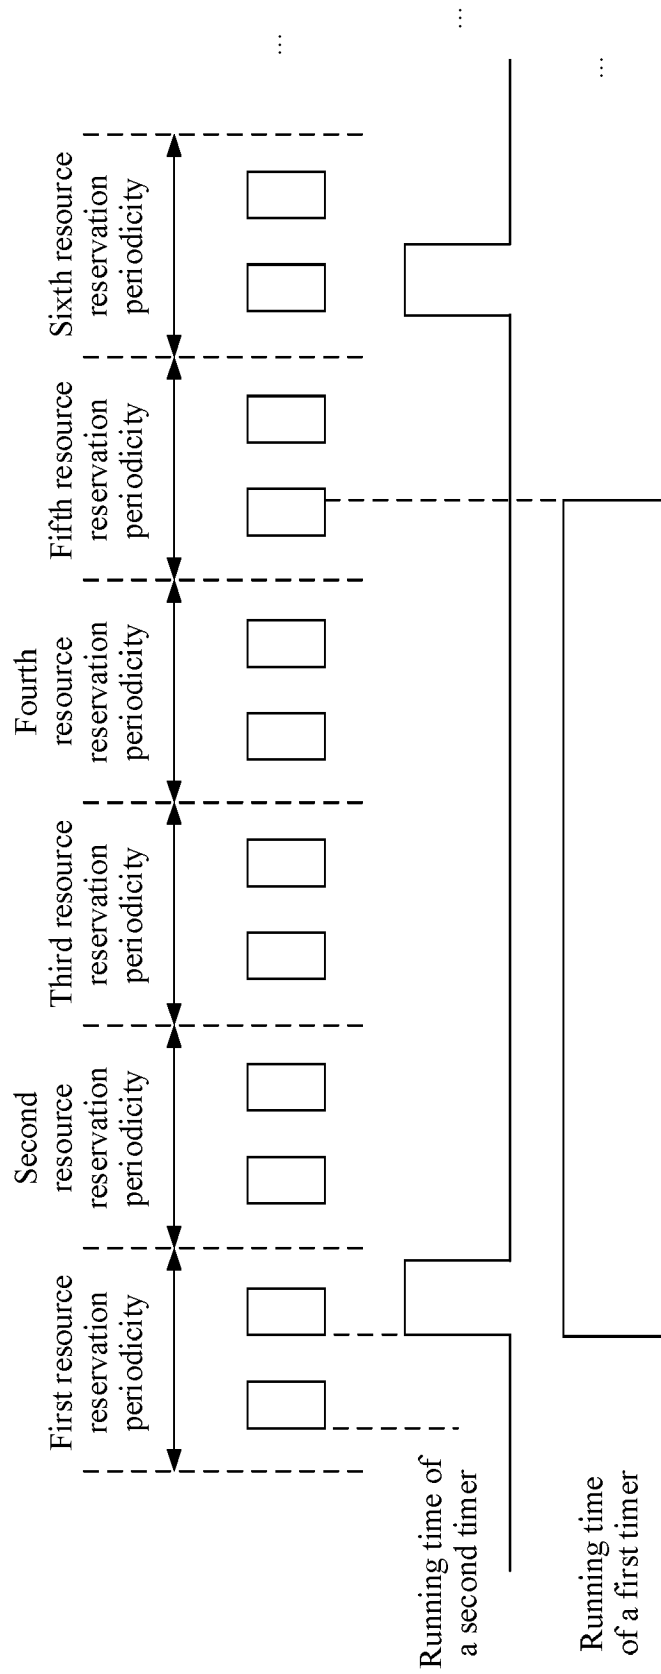 First resource
reservation
periodicity
Second
resource
reservation
periodicity
Third resource
reservation
periodicity
Fourth
resource
reservation
periodicity
Fifth resource
reservation
periodicity
Sixth resource
reservation
periodicity
...
Running time of
a second timer
...
Running time
of a first timer
...